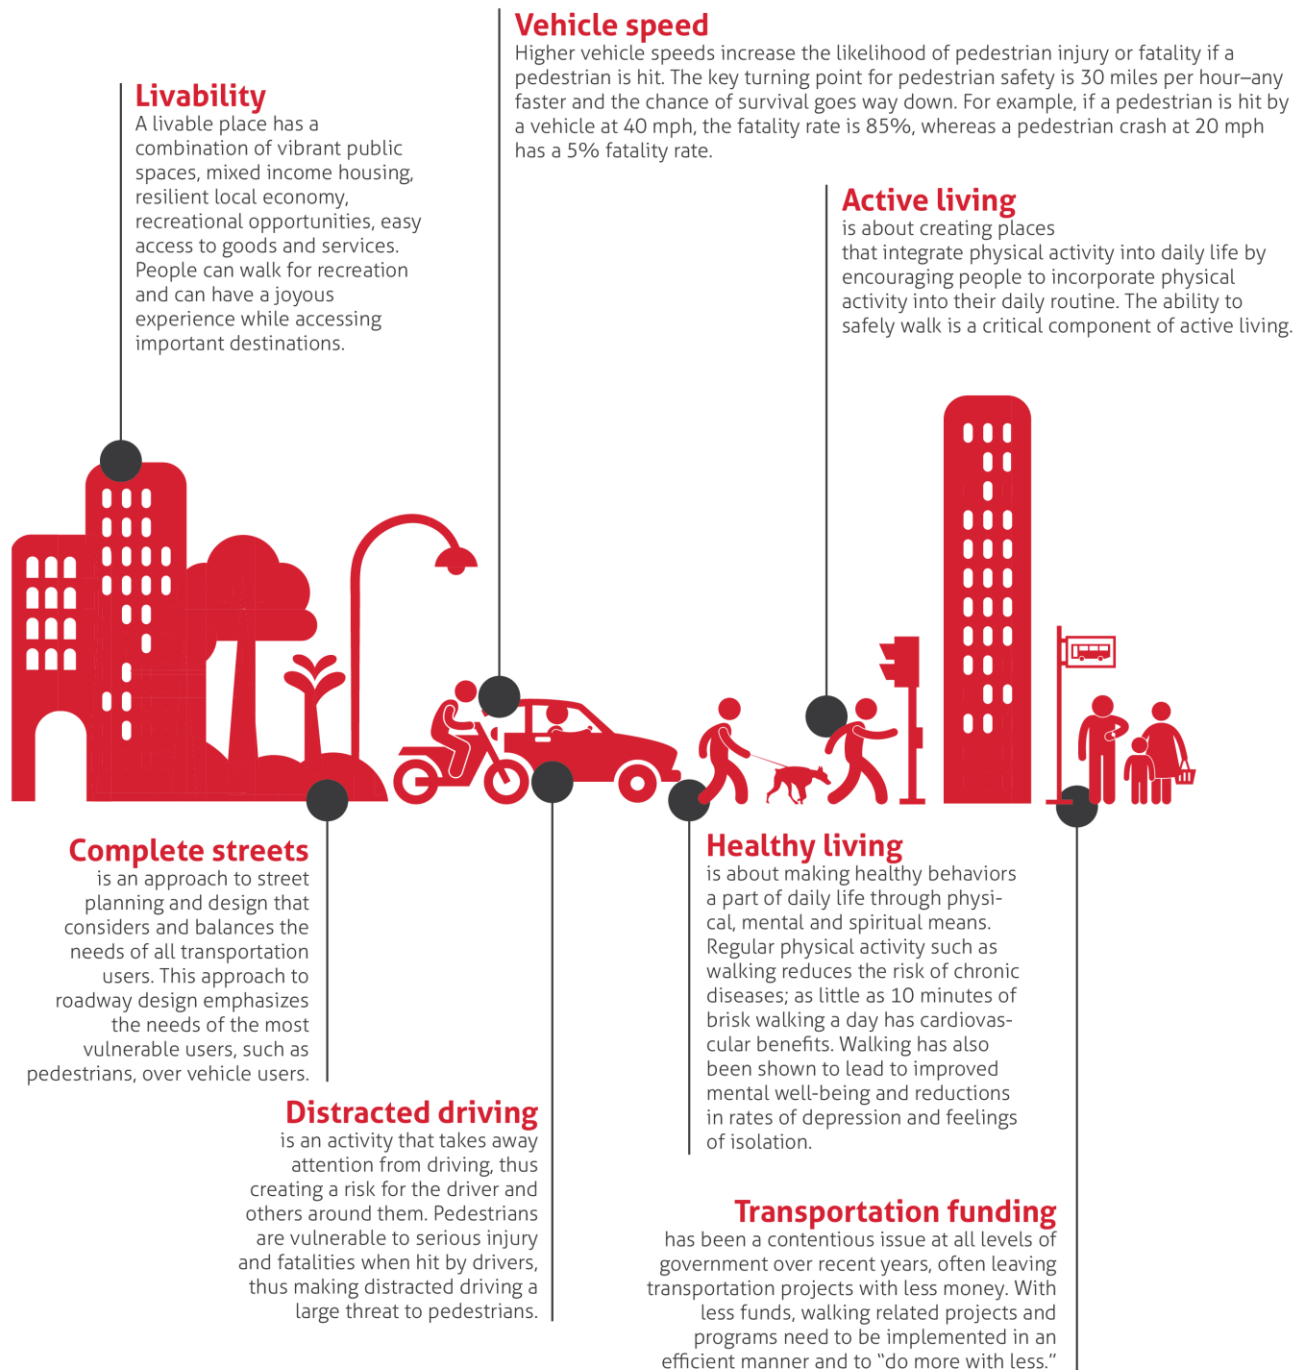 Vehicle speed
Higher vehicle speeds increase the likelihood of pedestrian injury or fatality if a
pedestrian is hit. The key turning point for pedestrian safety is 30 miles per hour–any
faster and the chance of survival goes way down. For example, if a pedestrian is hit by
a vehicle at 40 mph, the fatality rate is 85%, whereas a pedestrian crash at 20 mph
has a 5% fatality rate.
Livability
A livable place has a
combination of vibrant public
spaces, mixed income housing,
resilient local economy,
recreational opportunities, easy
access to goods and services.
People can walk for recreation
and can have a joyous
experience while accessing
important destinations.
Active living
is about creating places
that integrate physical activity into daily life by
encouraging people to incorporate physical
activity into their daily routine. The ability to
safely walk is a critical component of active living.
Complete streets
is an approach to street
planning and design that
considers and balances the
needs of all transportation
users. This approach to
roadway design emphasizes
the needs of the most
vulnerable users, such as
pedestrians, over vehicle users.
Healthy living
is about making healthy behaviors
a part of daily life through physi-
cal, mental and spiritual means.
Regular physical activity such as
walking reduces the risk of chronic
diseases; as little as 10 minutes of
brisk walking a day has cardiovas-
cular benefits. Walking has also
been shown to lead to improved
mental well-being and reductions
in rates of depression and feelings
of isolation.
Distracted driving
is an activity that takes away
attention from driving, thus
creating a risk for the driver and
others around them. Pedestrians
are vulnerable to serious injury
and fatalities when hit by drivers,
thus making distracted driving a
large threat to pedestrians.
Transportation funding
has been a contentious issue at all levels of
government over recent years, often leaving
transportation projects with less money. With
less funds, walking related projects and
programs need to be implemented in an
efficient manner and to “do more with less.”